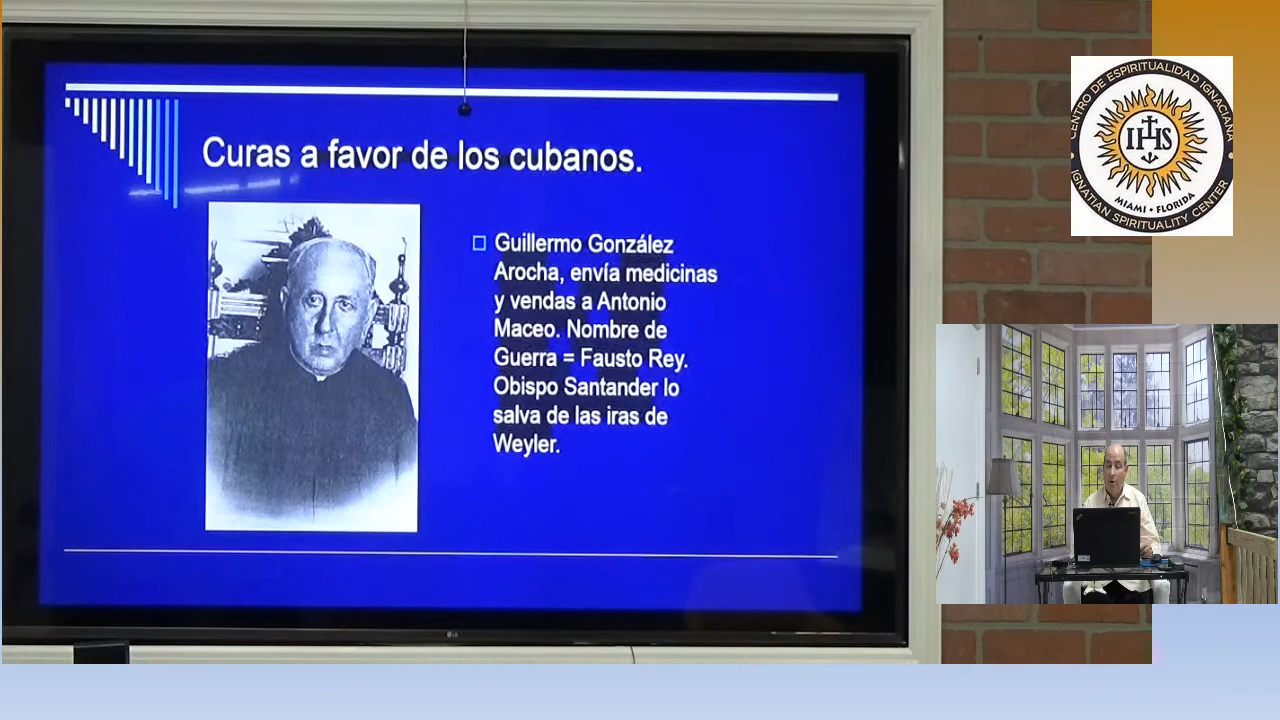 Curas a favor de los cubanos.
Guillermo González
Arocha, envía medicinas
y vendas a Antonio
Maceo. Nombre de
Guerra = Fausto Rey.
Obispo Santander lo
salva de las iras de
Weyler.
LG
CENTRO DE ESPIRITUALIDAD IGNACIANA
IHS
MIAMI • FLORIDA
IGNATIAN SPIRITUALITY CENTER